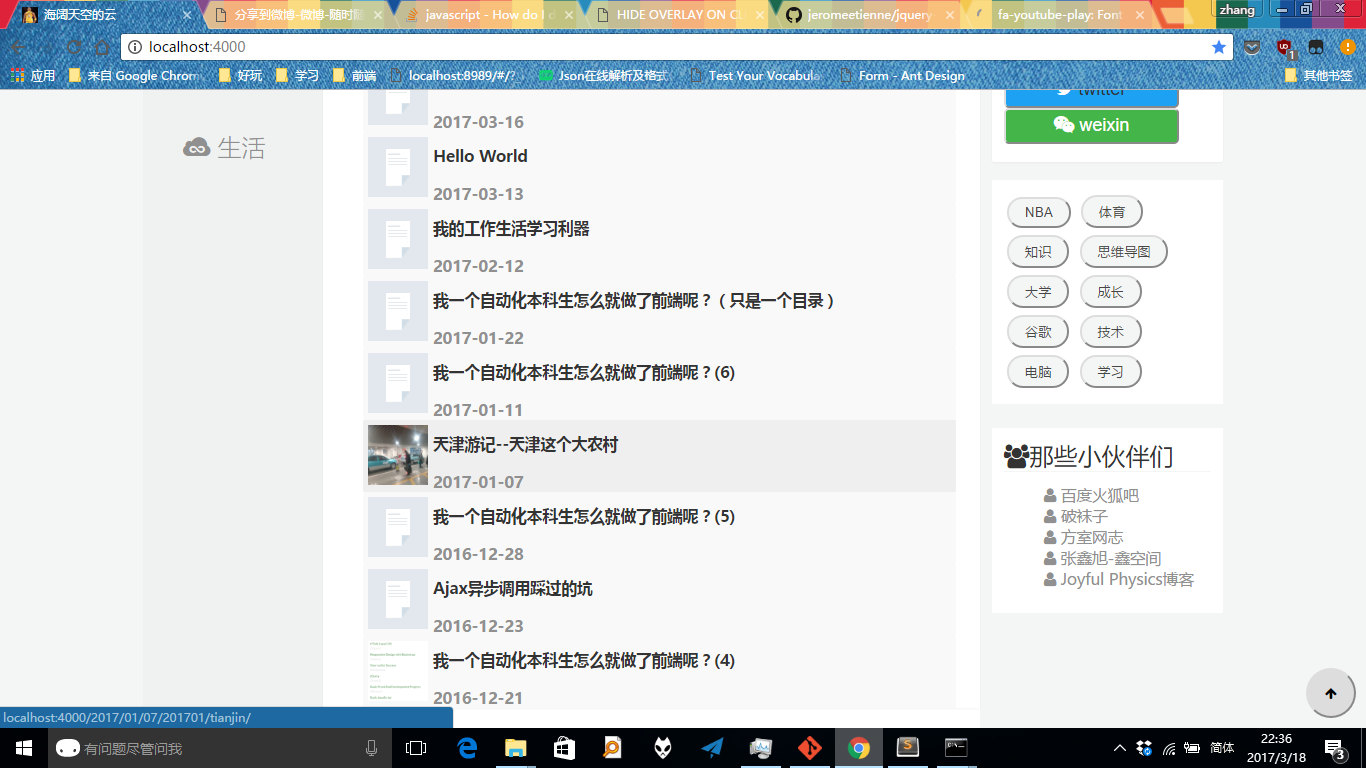 海阔天空的云
分享到微博-微博-随时随
javascript - How do I d
HIDE OVERLAY ON CL
jeromeetienne/jquery
fa-youtube-play: Font
zhang
localhost:4000
应用
来自 Google Chrom
好玩
学习
前端
localhost:8989/#/?
Json在线解析及格式
Test Your Vocabula
Form - Ant Design
其他书签
生活
2017-03-16
Hello World
2017-03-13
我的工作生活学习利器
2017-02-12
我一个自动化本科生怎么就做了前端呢？（只是一个目录）
2017-01-22
我一个自动化本科生怎么就做了前端呢？(6)
2017-01-11
天津游记--天津这个大农村
2017-01-07
我一个自动化本科生怎么就做了前端呢？(5)
2016-12-28
Ajax异步调用踩过的坑
2016-12-23
我一个自动化本科生怎么就做了前端呢？(4)
2016-12-21
twitter
weixin
NBA 体育
知识 思维导图
大学 成长
谷歌 技术
电脑 学习
那些小伙伴们
百度火狐吧
破袜子
方室网志
张鑫旭-鑫空间
Joyful Physics博客
localhost:4000/2017/01/07/201701/tianjin/
有问题尽管问我
简体
22:36
2017/3/18
3